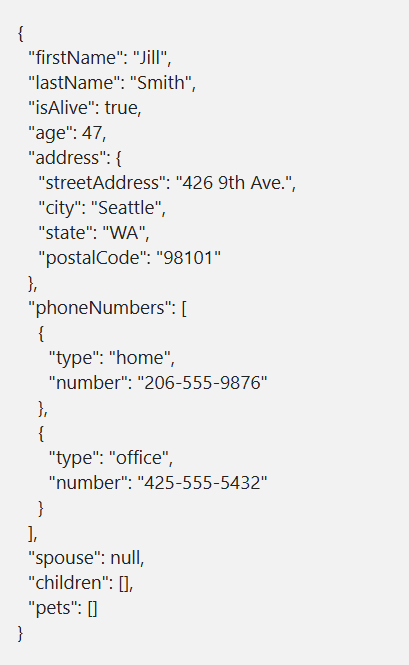 {
"firstName": "Jill",
"lastName": "Smith",
"isAlive": true,
"age": 47,
"address": {
"streetAddress": "426 9th Ave.",
"city": "Seattle",
"state": "WA",
"postalCode": "98101"
},
"phoneNumbers": [
{
"type": "home",
"number": "206-555-9876"
},
{
"type": "office",
"number": "425-555-5432"
}
],
"spouse": null,
"children": [],
"pets": []
}